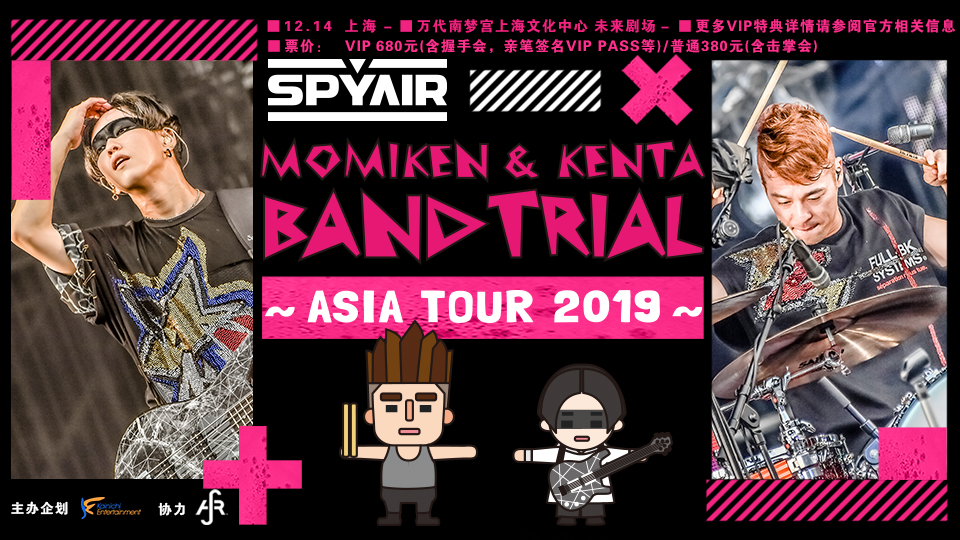 ■12.14 上海 - ■万代南梦宫上海文化中心 未来剧场 - ■更多VIP特典详情请参阅官方相关信息
■票价： VIP 680元(含握手会，亲笔签名VIP PASS等)/普通380元(含击掌会)
SPYAIR
MOMIKEN & KENTA
BAND TRIAL
~ ASIA TOUR 2019 ~
FULL-BK
SYSTEMS
主办企划 Kainichi Entertainment 协力